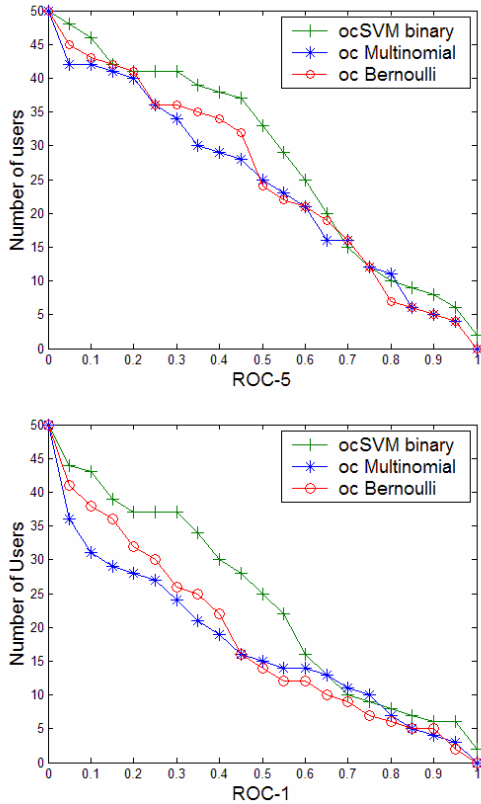 50
45
40
35
30
25
20
15
10
5
0
Number of users
ocSVM binary
oc Multinomial
oc Bernoulli
0 0.1 0.2 0.3 0.4 0.5 0.6 0.7 0.8 0.9 1
ROC-5
50
45
40
35
30
25
20
15
10
5
0
Number of Users
ocSVM binary
oc Multinomial
oc Bernoulli
0 0.1 0.2 0.3 0.4 0.5 0.6 0.7 0.8 0.9 1
ROC-1